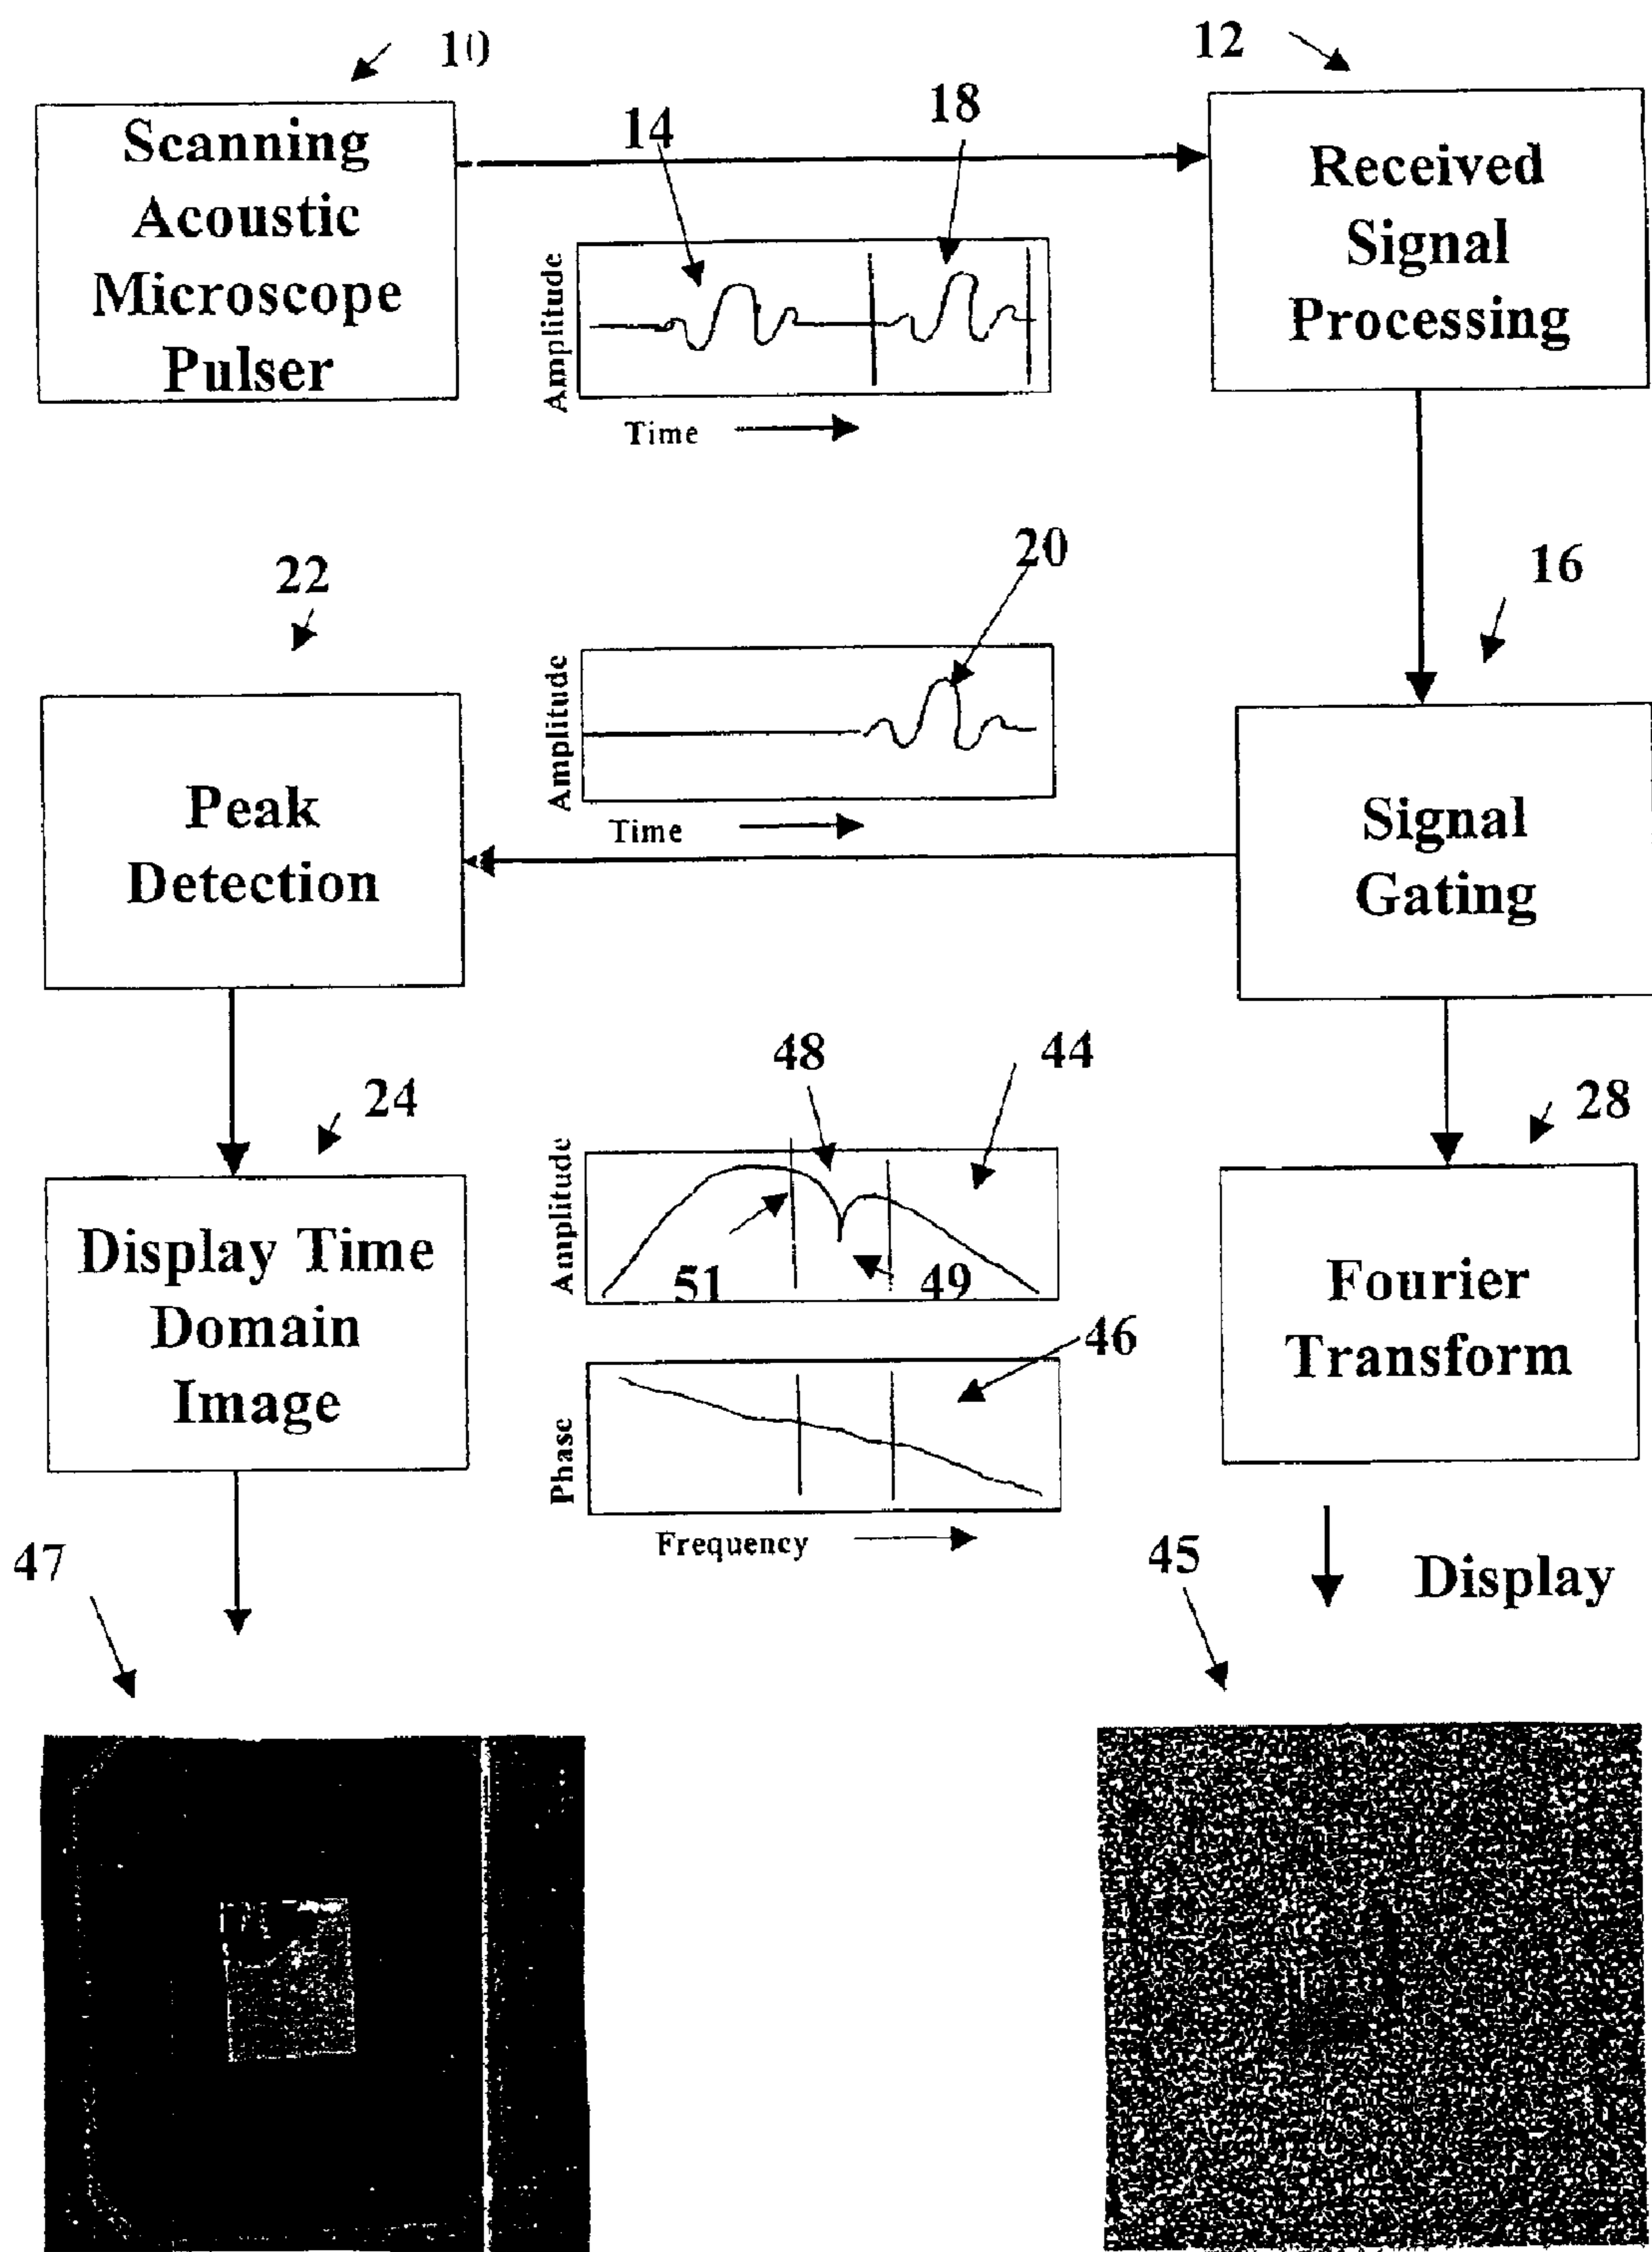 10
12
Scanning
Acoustic
Microscope
Pulser
14
18
Amplitude
Time
Received
Signal
Processing
22
20
16
Peak
Detection
Amplitude
Time
Signal
Gating
24
48
44
28
Display Time
Domain
Image
Amplitude
51
49
46
Phase
Frequency
Fourier
Transform
47
45
Display